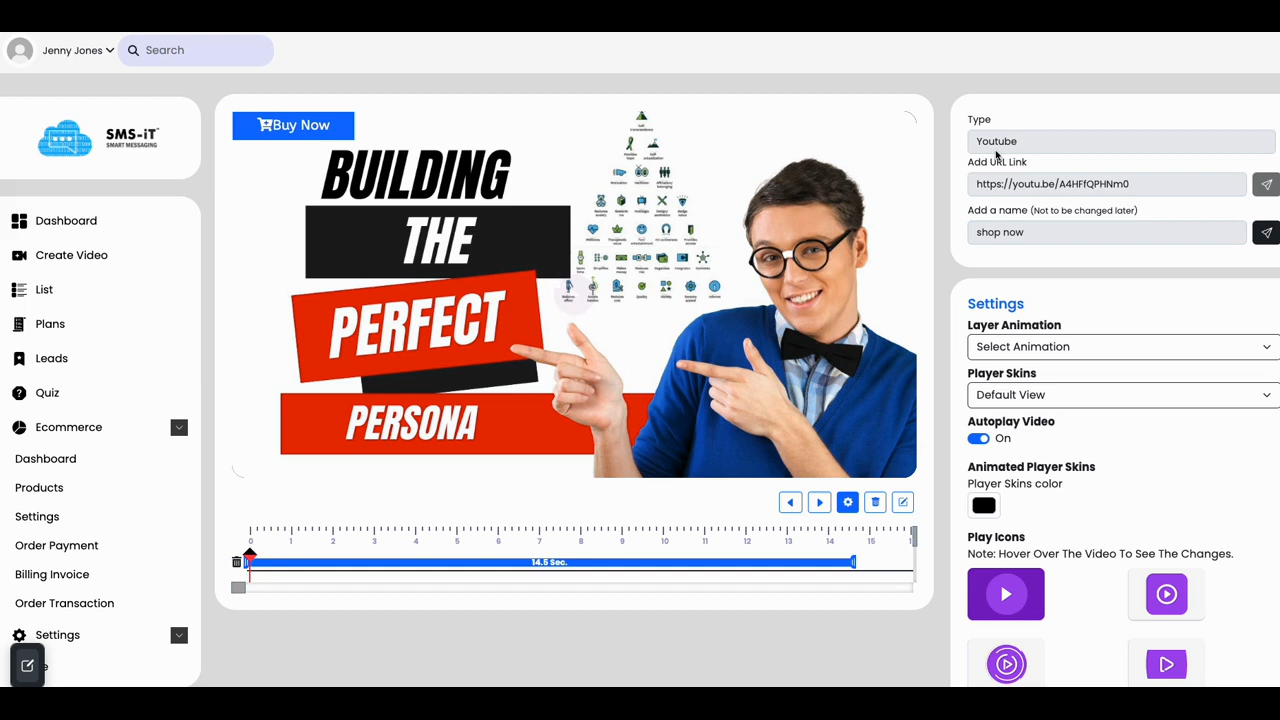 Jenny Jones
Search
SMS-iT
SMART MESSAGING
Dashboard
Create Video
List
Plans
Leads
Quiz
Ecommerce
Dashboard
Products
Settings
Order Payment
Billing Invoice
Order Transaction
Settings
e
Buy Now
BUILDING
THE
PERFECT
PERSONA
0 1 2 3 4 5 6 7 8 9 10 11 12 13 14 15
14.5 Sec.
Type
Youtube
Add URL Link
https://youtu.be/A4HFfQPHNm0
Add a name (Not to be changed later)
shop now
Settings
Layer Animation
Select Animation
Player Skins
Default View
Autoplay Video
On
Animated Player Skins
Player Skins color
Play Icons
Note: Hover Over The Video To See The Changes.